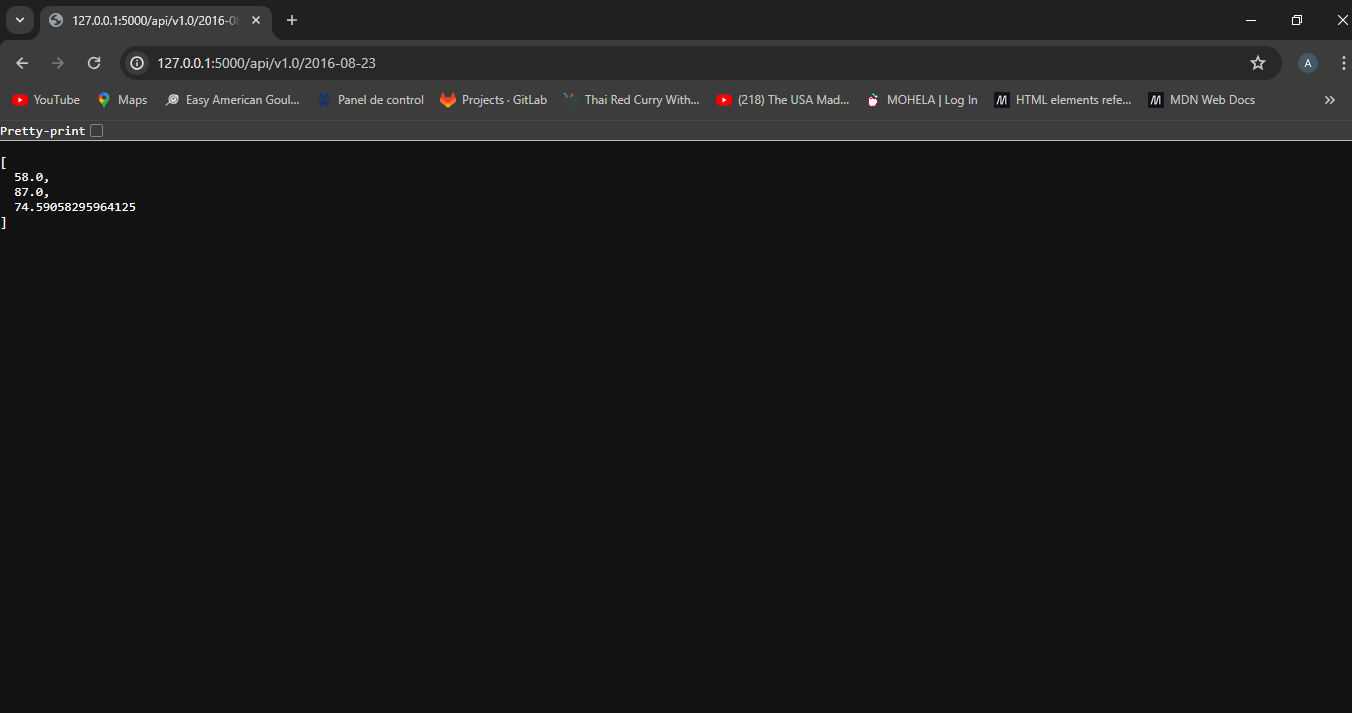 127.0.0.1:5000/api/v1.0/2016-0
127.0.0.1:5000/api/v1.0/2016-08-23
A
YouTube
Maps
Easy American Goul...
Panel de control
Projects · GitLab
Thai Red Curry With...
(218) The USA Mad...
MOHELA | Log In
M HTML elements refe...
M MDN Web Docs
Pretty-print
[
58.0,
87.0,
74.59058295964125
]